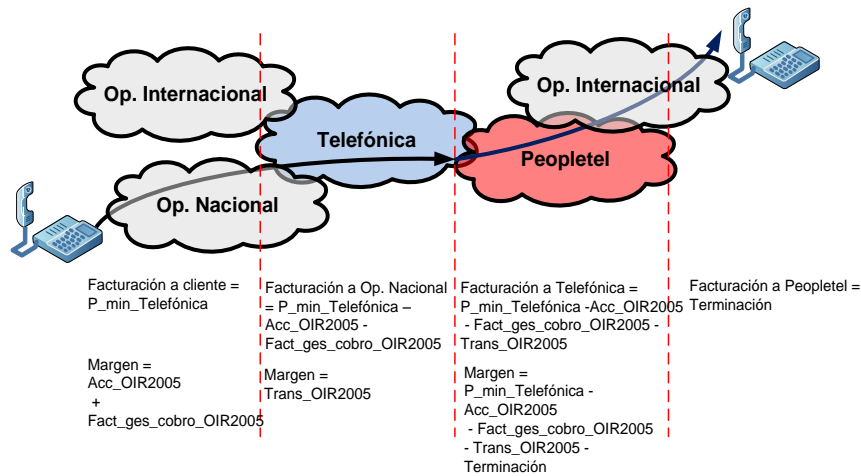 Op. Internacional
Op. Internacional
Telefónica
Peopletel
Op. Nacional
Facturación a cliente =
P_min_Telefónica
Margen =
Acc_OIR2005
+
Fact_ges_cobro_OIR2005
Facturación a Op. Nacional
= P_min_Telefónica –
Acc_OIR2005 -
Fact_ges_cobro_OIR2005
Margen =
Trans_OIR2005
Facturación a Telefónica =
P_min_Telefónica -Acc_OIR2005
- Fact_ges_cobro_OIR2005 -
Trans_OIR2005
Margen =
P_min_Telefónica -
Acc_OIR2005
- Fact_ges_cobro_OIR2005
- Trans_OIR2005 -
Terminación
Facturación a Peopletel =
Terminación